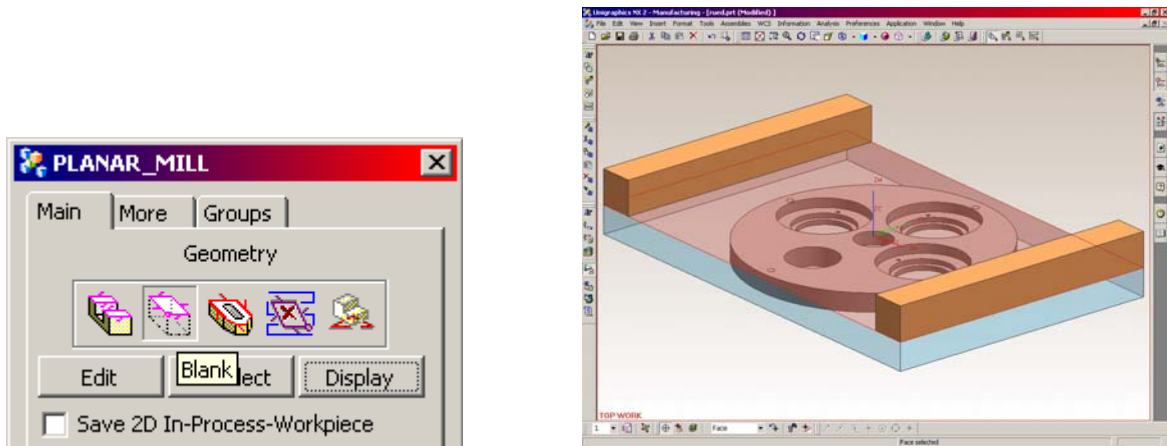 PLANAR_MILL
Main More Groups
Geometry
Edit lect Display
Blank
Save 2D In-Process-Workpiece
Unigraphics NX 2 - Manufacturing - [rued.prt (Modified) ]
File Edit View Insert Format Tools Assemblies WCS Information Analysis Preferences Application Window Help
TOP WORK
1 Face
Face selected